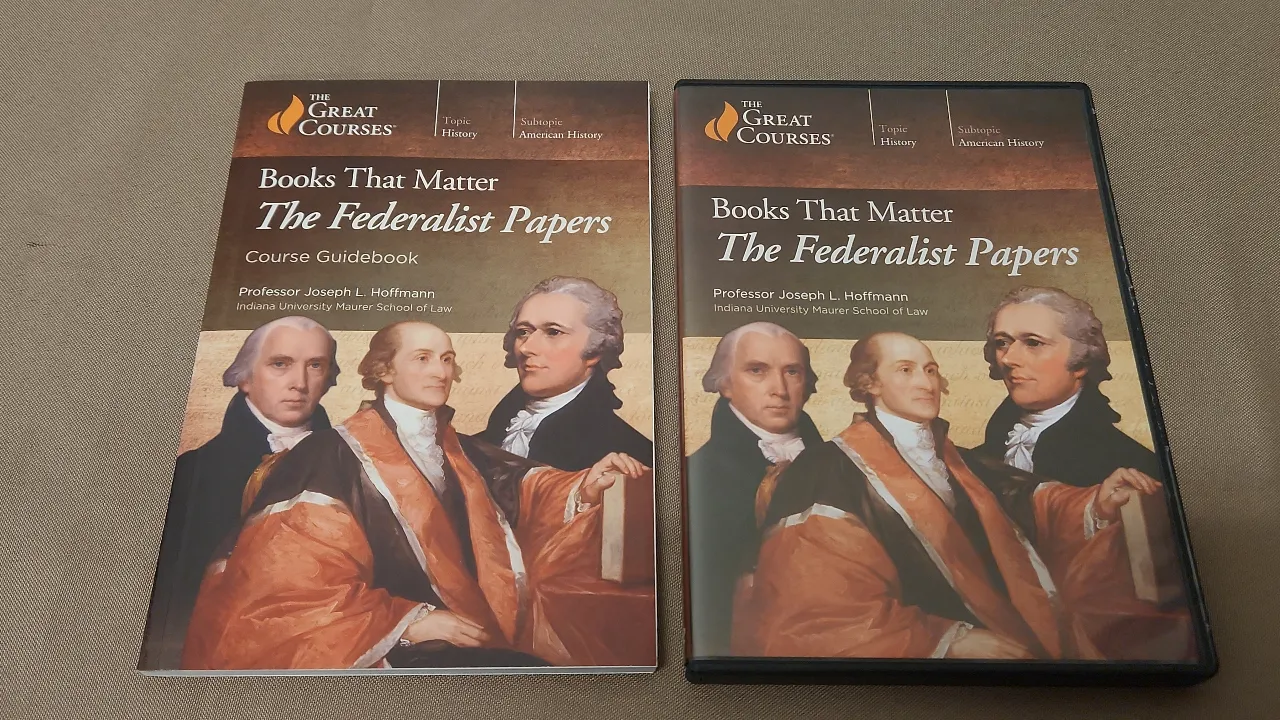 THE
GREAT
COURSES®
Topic
History
Subtopic
American History
Books That Matter
The Federalist Papers
Course Guidebook
Professor Joseph L. Hoffmann
Indiana University Maurer School of Law
THE
GREAT
COURSES®
Topic
History
Subtopic
American History
Books That Matter
The Federalist Papers
Professor Joseph L. Hoffmann
Indiana University Maurer School of Law